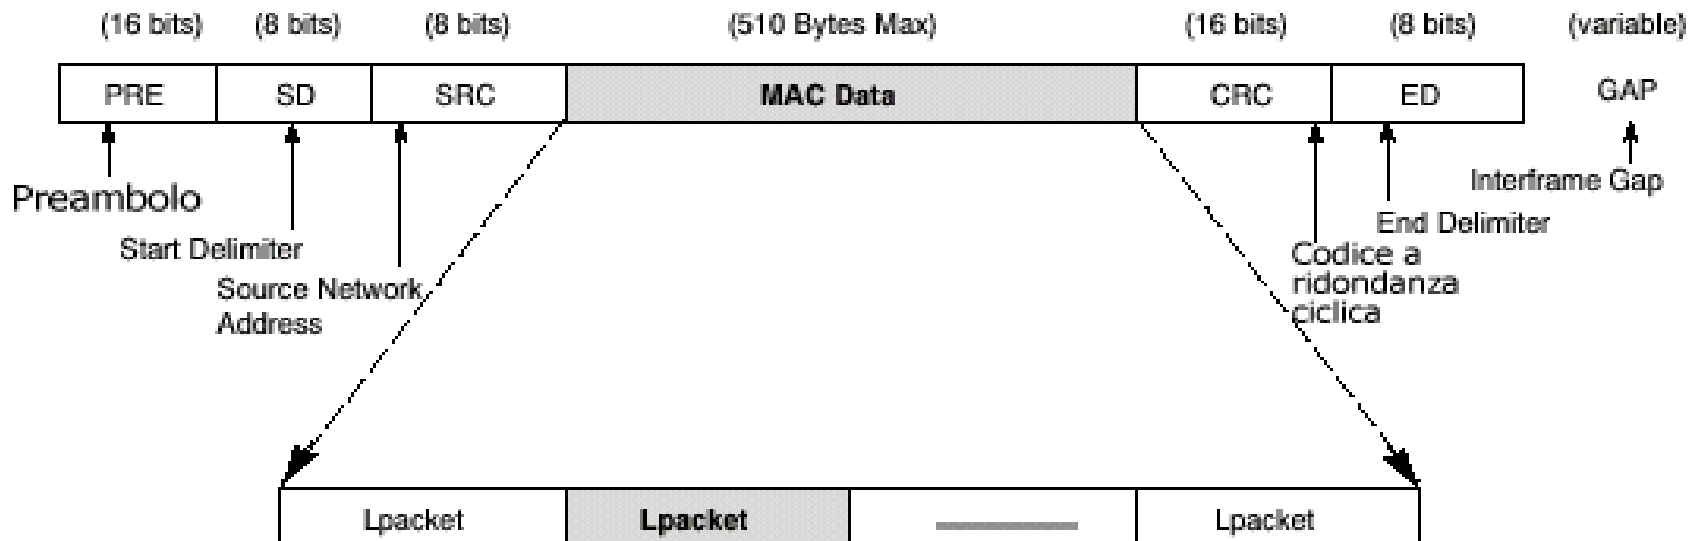 (16 bits) (8 bits) (8 bits) (510 Bytes Max) (16 bits) (8 bits) (variable)
PRE SD SRC MAC Data CRC ED GAP
Preambolo
Start Delimiter
Source Network
Address
Interframe Gap
End Delimiter
Codice a
ridondanza
ciclica
Lpacket Lpacket Lpacket